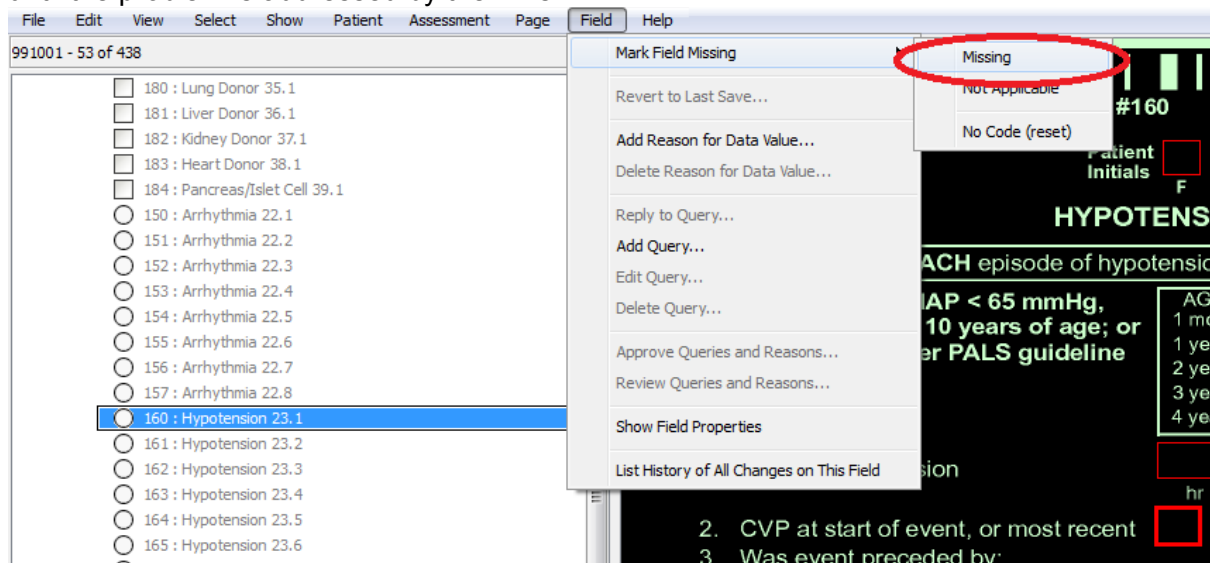 File Edit View Select Show Patient Assessment Page Field Help
991001 - 53 of 438
180 : Lung Donor 35.1
181 : Liver Donor 36.1
182 : Kidney Donor 37.1
183 : Heart Donor 38.1
184 : Pancreas/Islet Cell 39.1
150 : Arrhythmia 22.1
151 : Arrhythmia 22.2
152 : Arrhythmia 22.3
153 : Arrhythmia 22.4
154 : Arrhythmia 22.5
155 : Arrhythmia 22.6
156 : Arrhythmia 22.7
157 : Arrhythmia 22.8
160 : Hypotension 23.1
161 : Hypotension 23.2
162 : Hypotension 23.3
163 : Hypotension 23.4
164 : Hypotension 23.5
165 : Hypotension 23.6
Mark Field Missing
Revert to Last Save...
Add Reason for Data Value...
Delete Reason for Data Value...
Reply to Query...
Add Query...
Edit Query...
Delete Query...
Approve Queries and Reasons...
Review Queries and Reasons...
Show Field Properties
List History of All Changes on This Field
Missing
Not Applicable
No Code (reset)
#160
Patient
Initials
F
HYPOTENS
ACH episode of hypotensio
IAP < 65 mmHg,
10 years of age; or
er PALS guideline
AG
1 mo
1 ye
2 ye
3 ye
4 ye
sion
hr
2. CVP at start of event, or most recent
3. Was event preceded by: